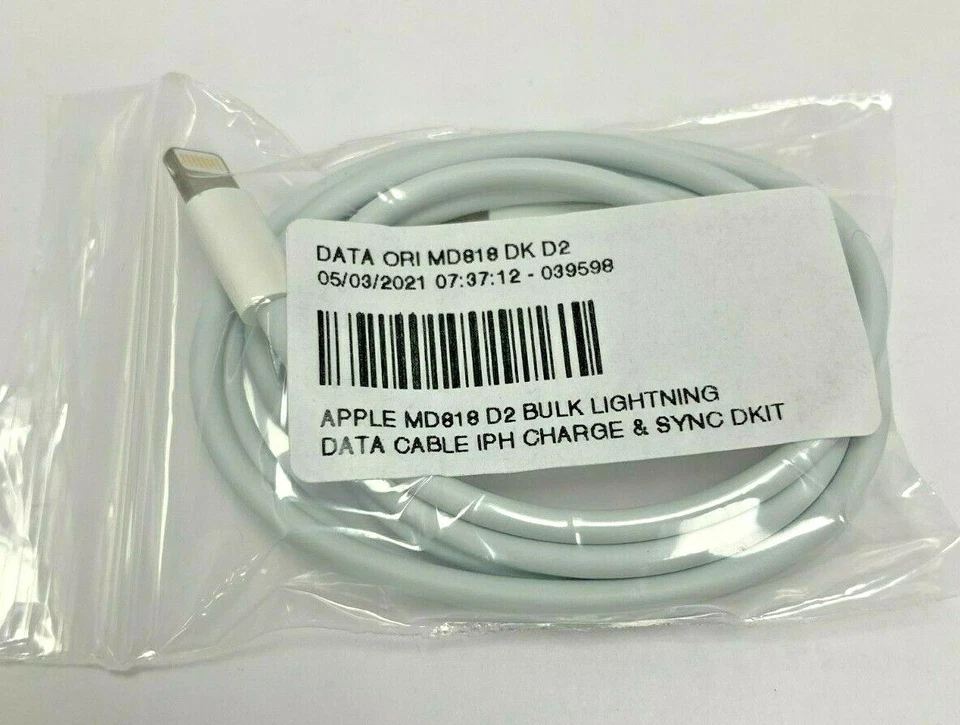 DATA ORI MD818 DK D2
05/03/2021 07:37:12 - 039598
APPLE MD818 D2 BULK LIGHTNING
DATA CABLE IPH CHARGE & SYNC DKIT